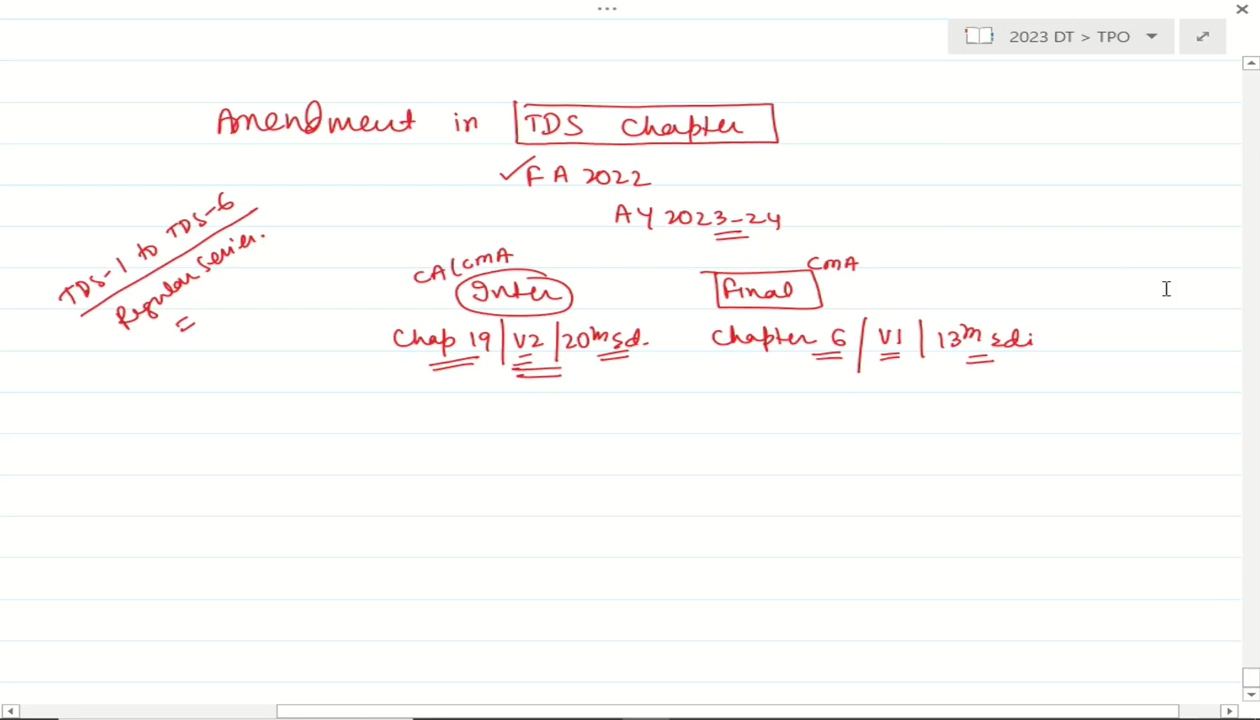 2023 DT > TPO
Amendment in TDS Chapter
✓ FA 2022
AY 2023-24
TDS-1 to TDS-6
Regular Series.
CA/CMA
Inter
Chap 19 | V2 | 20th Edi.
CMA
Final
Chapter 6 | V1 | 13th Edi